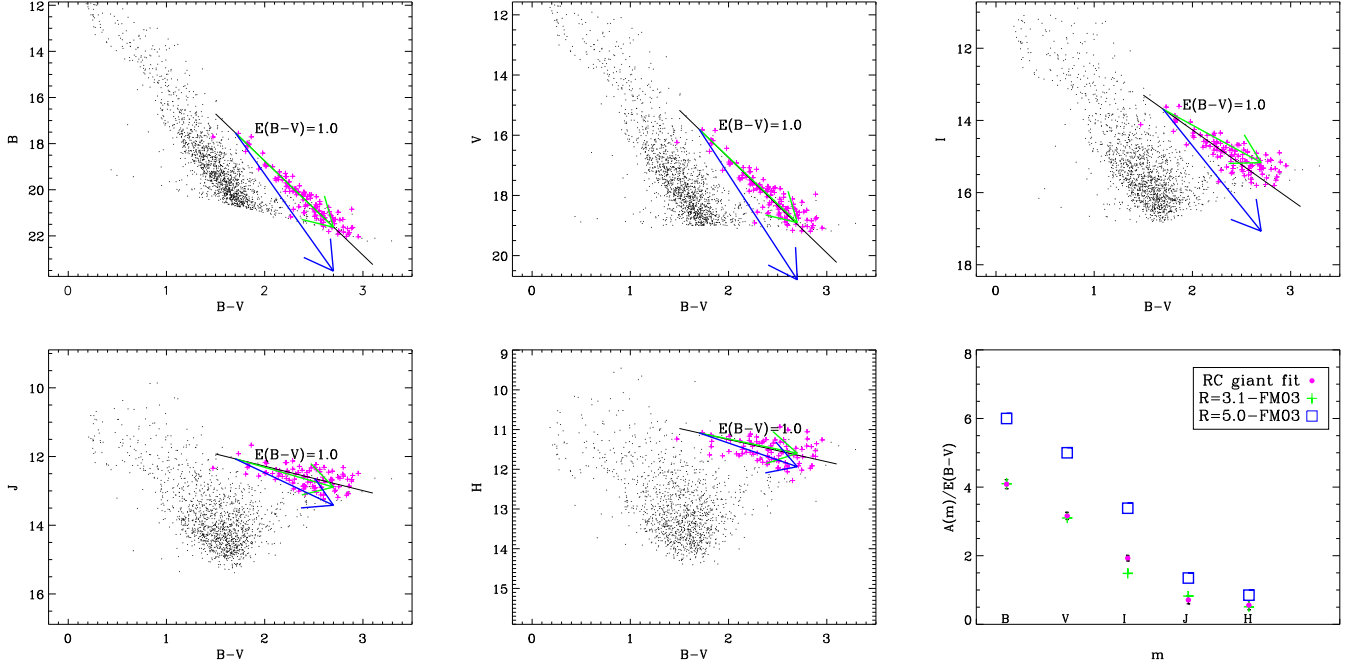 12
14
16
18
20
22
B
E(B-V)=1.0
0 1 2 3
B-V
12
14
16
18
20
V
E(B-V)=1.0
0 1 2 3
B-V
12
14
16
18
I
E(B-V)=1.0
0 1 2 3
B-V
10
12
14
16
J
E(B-V)=1.0
0 1 2 3
B-V
9
10
11
12
13
14
15
H
E(B-V)=1.0
0 1 2 3
B-V
8
6
4
2
0
A(m)/E(B-V)
RC giant fit
R=3.1-FM03
R=5.0-FM03
B V I J H
m